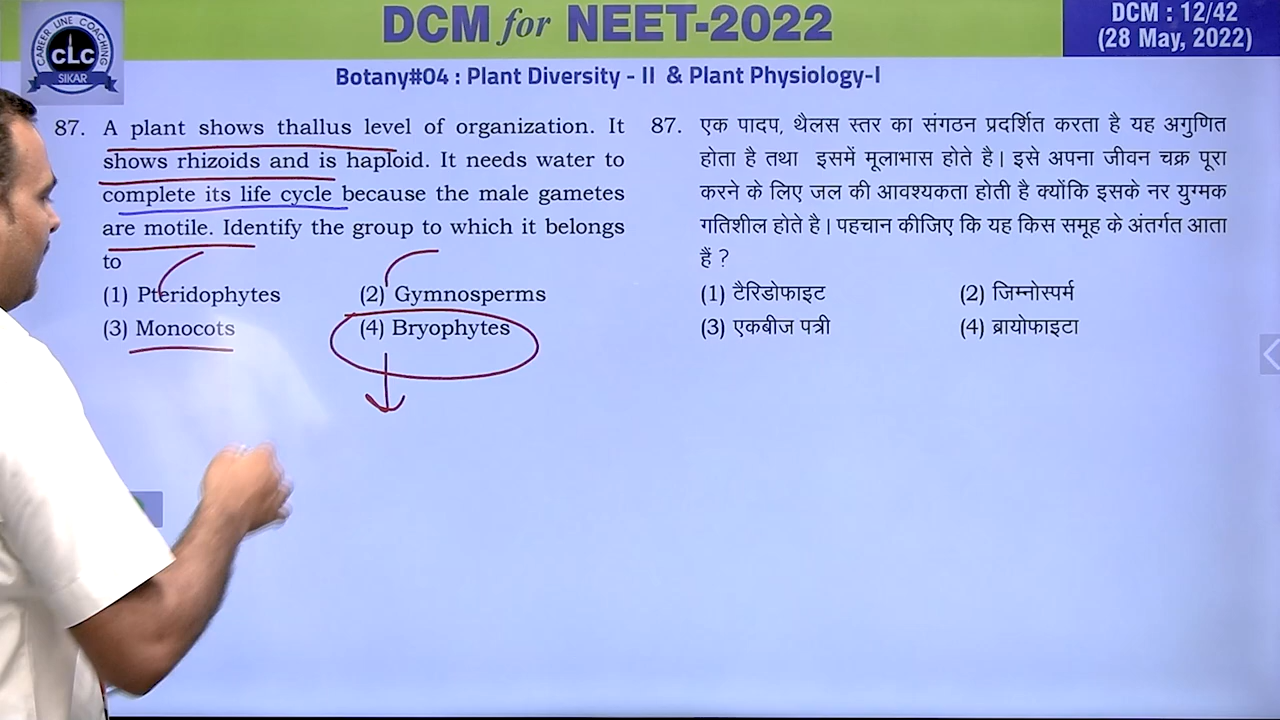 DCM for NEET-2022
DCM : 12/42
(28 May, 2022)
CAREER LINE COACHING
CLC
SIKAR
Botany#04 : Plant Diversity - II & Plant Physiology-I
87. A plant shows thallus level of organization. It
shows rhizoids and is haploid. It needs water to
complete its life cycle because the male gametes
are motile. Identify the group to which it belongs
to
(1) Pteridophytes (2) Gymnosperms
(3) Monocots (4) Bryophytes
87. एक पादप, थैलस स्तर का संगठन प्रदर्शित करता है यह अगुणित
होता है तथा इसमें मूलाभास होते है। इसे अपना जीवन चक्र पूरा
करने के लिए जल की आवश्यकता होती है क्योंकि इसके नर युग्मक
गतिशील होते है। पहचान कीजिए कि यह किस समूह के अंतर्गत आता
हैं ?
(1) टैरिडोफाइट (2) जिम्नोस्पर्म
(3) एकबीज पत्री (4) ब्रायोफाइटा